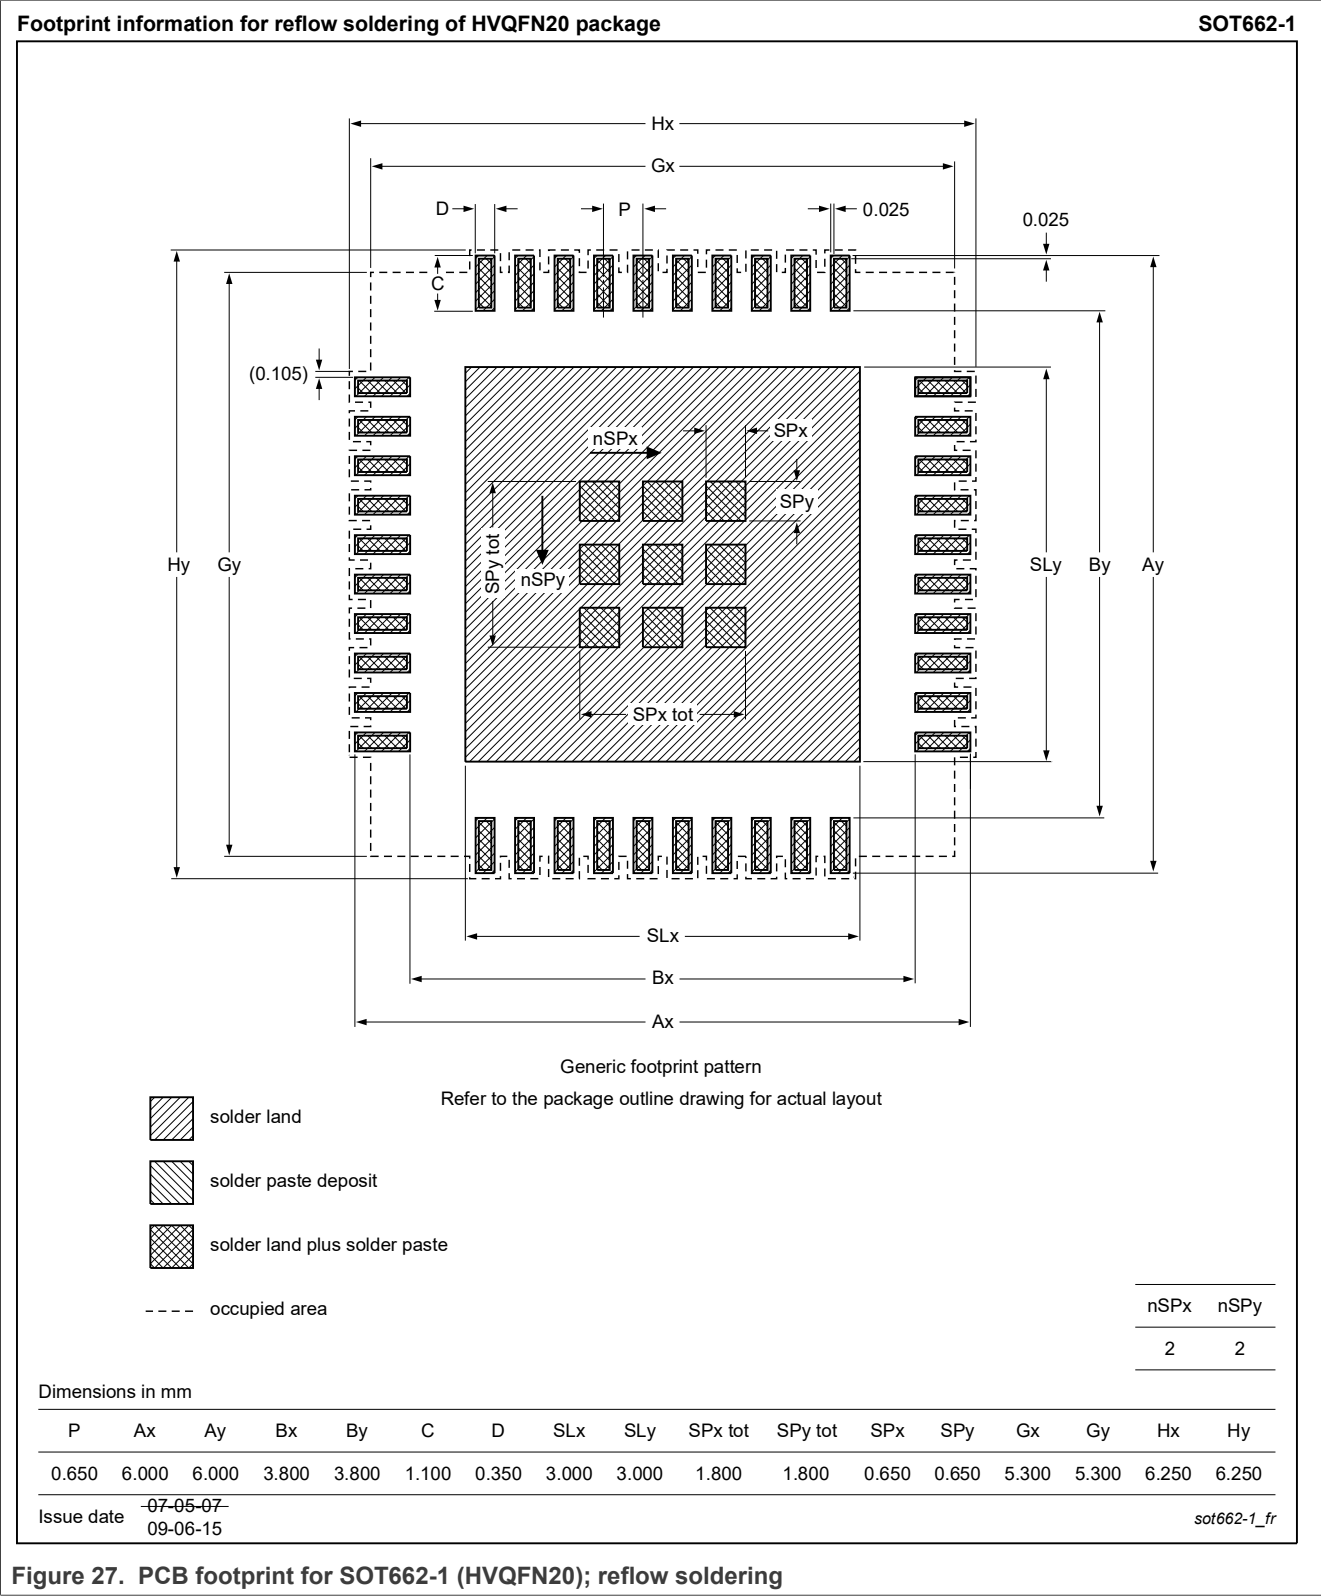 Footprint information for reflow soldering of HVQFN20 package SOT662-1
Hx
Gx
D P 0.025
0.025
C
(0.105)
SPx
nSPx
SPy
SPy tot
nSPy
Hy Gy SLy By Ay
SPx tot
SLx
Bx
Ax
Generic footprint pattern
Refer to the package outline drawing for actual layout
solder land
solder paste deposit
solder land plus solder paste
occupied area
nSPx nSPy
2 2
Dimensions in mm
P Ax Ay Bx By C D SLx SLy SPx tot SPy tot SPx SPy Gx Gy Hx Hy
0.650 6.000 6.000 3.800 3.800 1.100 0.350 3.000 3.000 1.800 1.800 0.650 0.650 5.300 5.300 6.250 6.250
07-05-07
Issue date
09-06-15
sot662-1_fr
Figure 27. PCB footprint for SOT662-1 (HVQFN20); reflow soldering